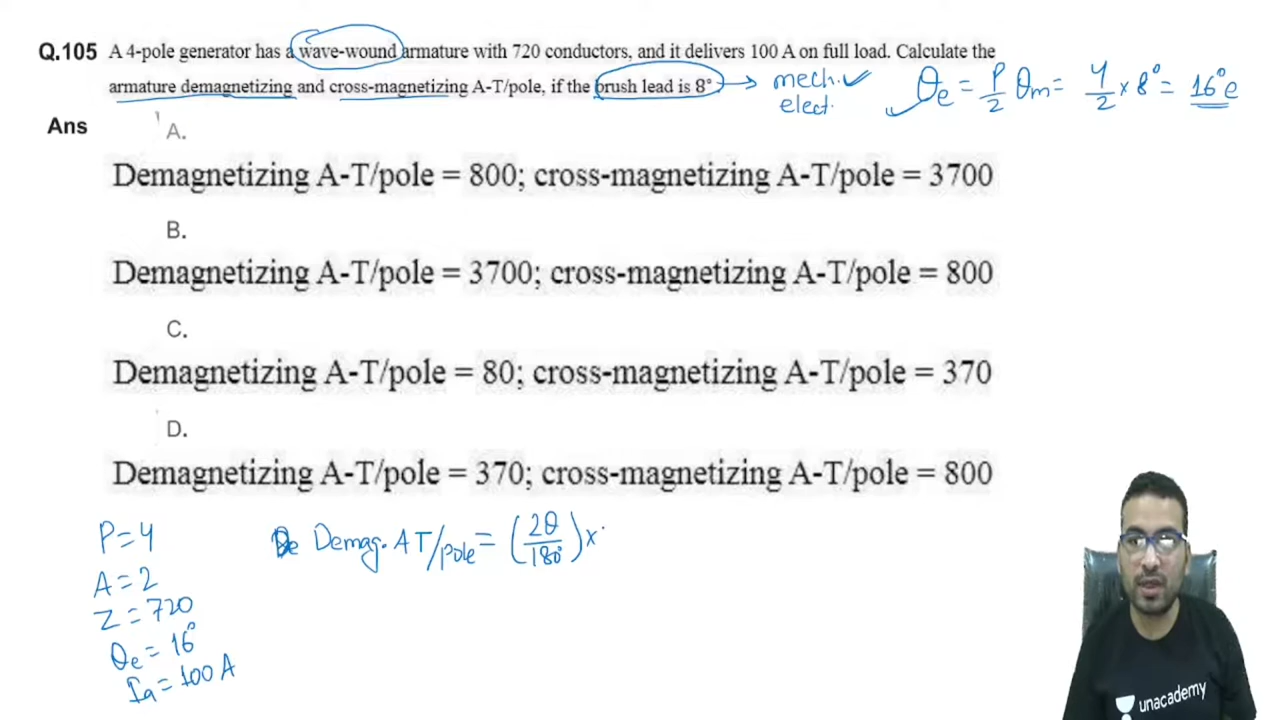 Q.105 A 4-pole generator has a wave-wound armature with 720 conductors, and it delivers 100 A on full load. Calculate the
armature demagnetizing and cross-magnetizing A-T/pole, if the brush lead is 8°
→ mech. ✓
elect.
θe = P/2 θm = 4/2 × 8° = 16°e
Ans
A.
Demagnetizing A-T/pole = 800; cross-magnetizing A-T/pole = 3700
B.
Demagnetizing A-T/pole = 3700; cross-magnetizing A-T/pole = 800
C.
Demagnetizing A-T/pole = 80; cross-magnetizing A-T/pole = 370
D.
Demagnetizing A-T/pole = 370; cross-magnetizing A-T/pole = 800
P = 4
A = 2
Z = 720
θe = 16°
Ia = 100 A
Demag. AT/pole = (2θ/180°) ×
unacademy